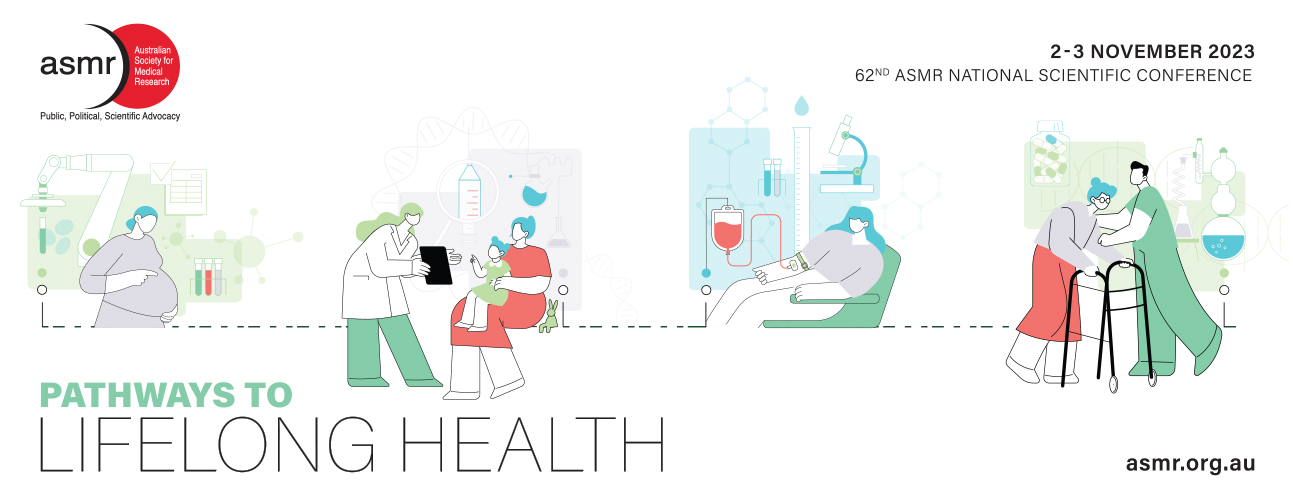 asmr
Australian
Society for
Medical
Research
Public, Political, Scientific Advocacy
2-3 NOVEMBER 2023
62ND ASMR NATIONAL SCIENTIFIC CONFERENCE
PATHWAYS TO
LIFELONG HEALTH
asmr.org.au